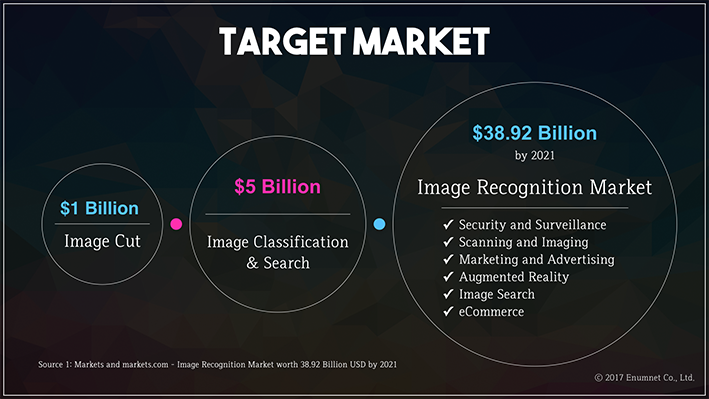 TARGET MARKET
$1 Billion
Image Cut
$5 Billion
Image Classification
& Search
$38.92 Billion
by 2021
Image Recognition Market
✓ Security and Surveillance
✓ Scanning and Imaging
✓ Marketing and Advertising
✓ Augmented Reality
✓ Image Search
✓ eCommerce
Source 1: Markets and markets.com - Image Recognition Market worth 38.92 Billion USD by 2021
© 2017 Enumnet Co., Ltd.